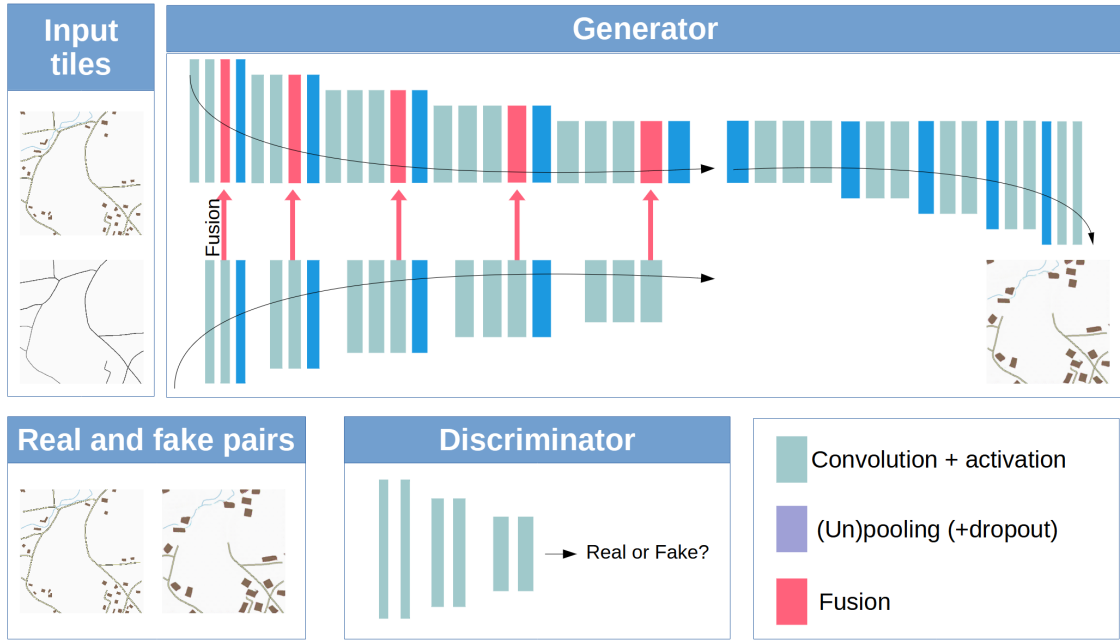 Input
tiles
Generator
Fusion
Real and fake pairs
Discriminator
Real or Fake?
Convolution + activation
(Un)pooling (+dropout)
Fusion